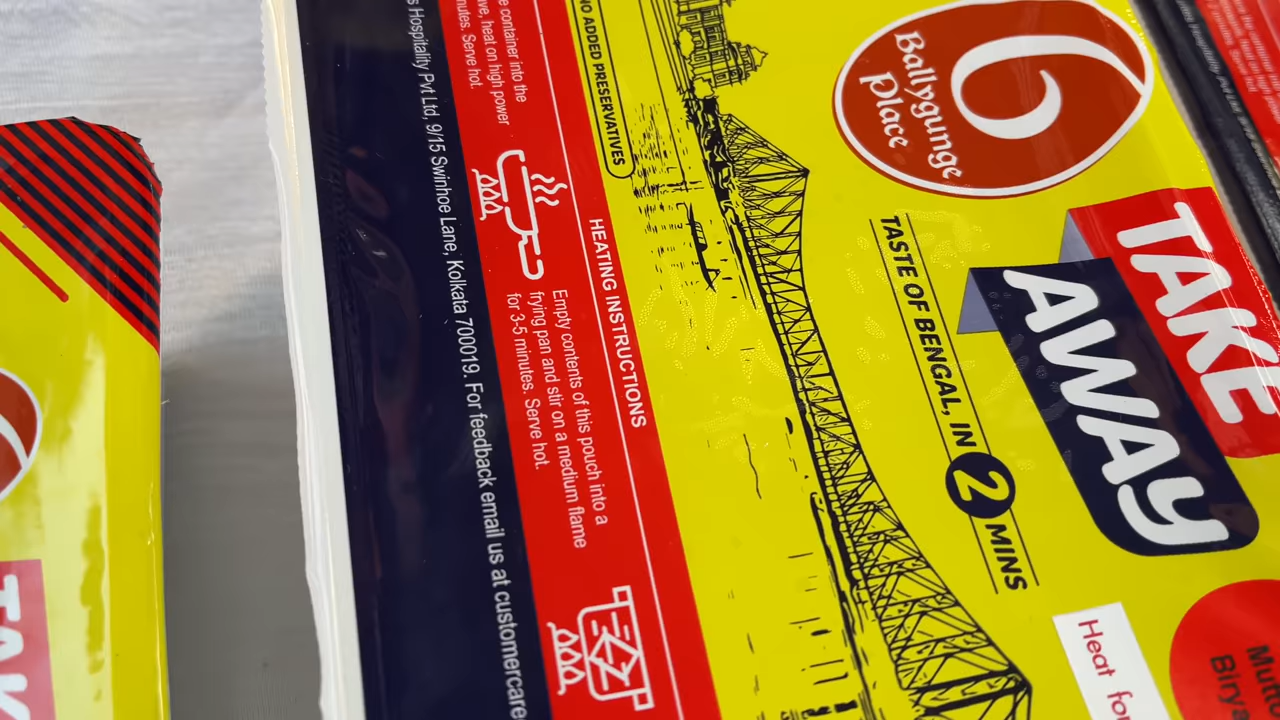 6
Ballygunge
Place
TAKE
AWAY
TASTE OF BENGAL, IN 2 MINS
Heat fo
NO ADDED PRESERVATIVES
HEATING INSTRUCTIONS
e container into the
ve, heat on high power
nutes. Serve hot.
Empty contents of this pouch into a
frying pan and stir on a medium flame
for 3-5 minutes. Serve hot.
s Hospitality Pvt Ltd, 9/15 Swinhoe Lane, Kolkata 700019. For feedback email us at customercare
TAK